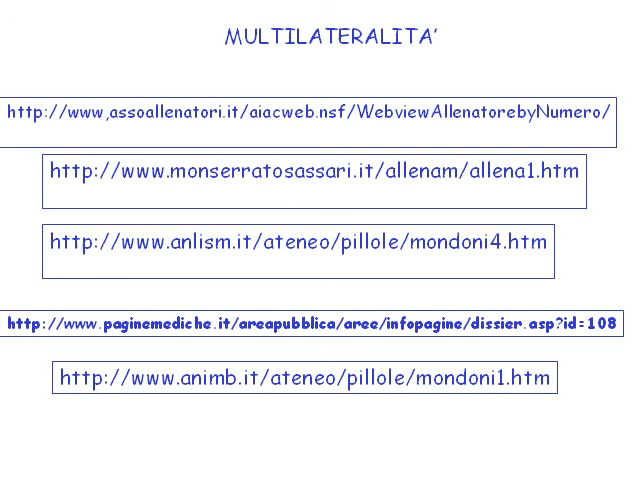 MULTILATERALITA'
http://www,assoallenatori.it/aiacweb.nsf/WebviewAllenatorebyNumero/
http://www.monserratosassari.it/allenam/allena1.htm
http://www.anlism.it/ateneo/pillole/mondoni4.htm
http://www.paginemediche.it/areapubblica/aree/infopagine/dissier.asp?id=108
http://www.animb.it/ateneo/pillole/mondoni1.htm